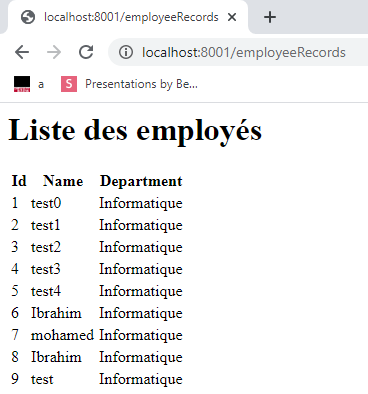 localhost:8001/employeeRecords
localhost:8001/employeeRecords
a
S Presentations by Be...
Liste des employés
Id Name Department
1 test0 Informatique
2 test1 Informatique
3 test2 Informatique
4 test3 Informatique
5 test4 Informatique
6 Ibrahim Informatique
7 mohamed Informatique
8 Ibrahim Informatique
9 test Informatique